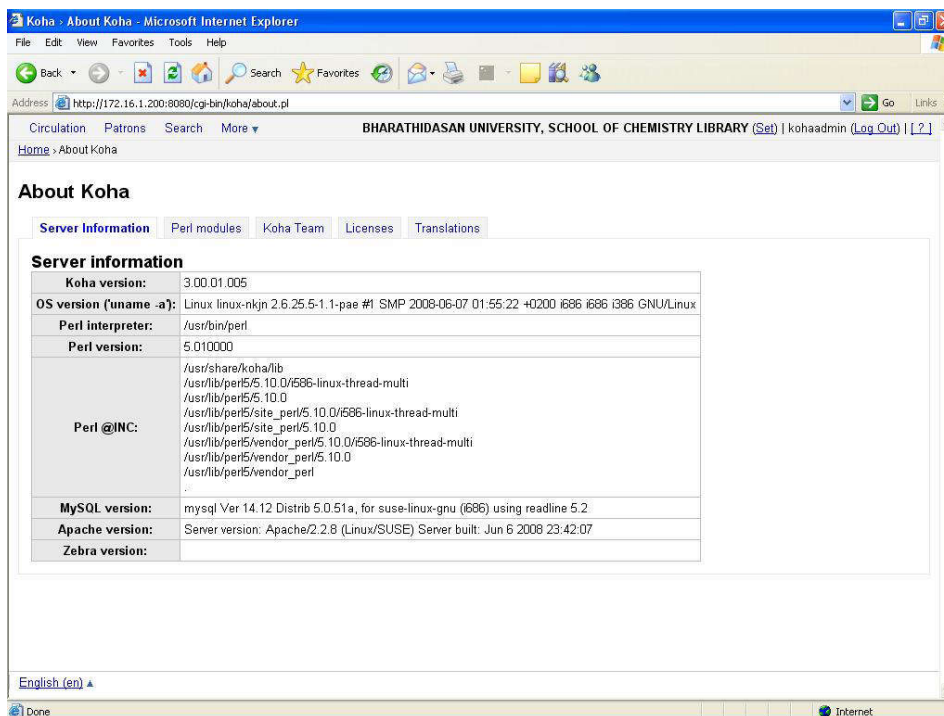 Koha › About Koha - Microsoft Internet Explorer
File Edit View Favorites Tools Help
Back Search Favorites
Address http://172.16.1.200:8080/cgi-bin/koha/about.pl Go Links
Circulation Patrons Search More ▾ BHARATHIDASAN UNIVERSITY, SCHOOL OF CHEMISTRY LIBRARY (Set) | kohaadmin (Log Out) | [ ? ]
Home › About Koha
About Koha
Server Information Perl modules Koha Team Licenses Translations
Server information
Koha version: 3.00.01.005
OS version ('uname -a'): Linux linux-nkjn 2.6.25.5-1.1-pae #1 SMP 2008-06-07 01:55:22 +0200 i686 i686 i386 GNU/Linux
Perl interpreter: /usr/bin/perl
Perl version: 5.010000
Perl @INC:
/usr/share/koha/lib
/usr/lib/perl5/5.10.0/i586-linux-thread-multi
/usr/lib/perl5/5.10.0
/usr/lib/perl5/site_perl/5.10.0/i586-linux-thread-multi
/usr/lib/perl5/site_perl/5.10.0
/usr/lib/perl5/vendor_perl/5.10.0/i586-linux-thread-multi
/usr/lib/perl5/vendor_perl/5.10.0
/usr/lib/perl5/vendor_perl
.
MySQL version: mysql Ver 14.12 Distrib 5.0.51a, for suse-linux-gnu (i686) using readline 5.2
Apache version: Server version: Apache/2.2.8 (Linux/SUSE) Server built: Jun 6 2008 23:42:07
Zebra version:
English (en) ▴
Done Internet